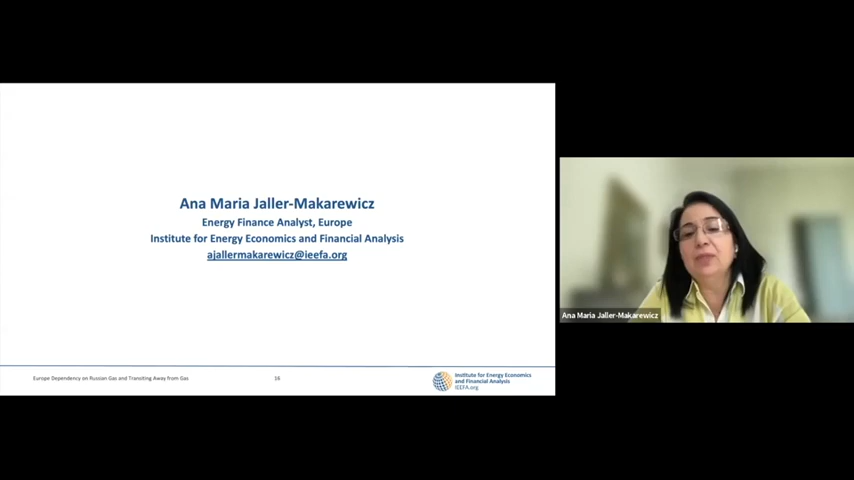 Ana Maria Jaller-Makarewicz
Energy Finance Analyst, Europe
Institute for Energy Economics and Financial Analysis
ajallermakarewicz@ieefa.org
Europe Dependency on Russian Gas and Transiting Away from Gas
16
Institute for Energy Economics
and Financial Analysis
IEEFA.org
Ana Maria Jaller-Makarewicz